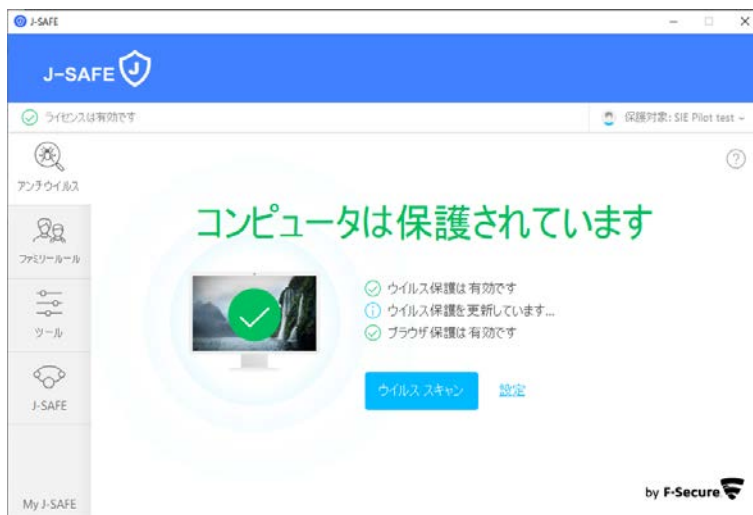 J-SAFE
J-SAFE J
ライセンスは有効です
保護対象: SIE Pilot test
アンチウイルス
ファミリールール
ツール
J-SAFE
My J-SAFE
?
コンピュータは保護されています
ウイルス保護は有効です
ウイルス保護を更新しています...
ブラウザ保護は有効です
ウイルス スキャン
設定
by F-Secure